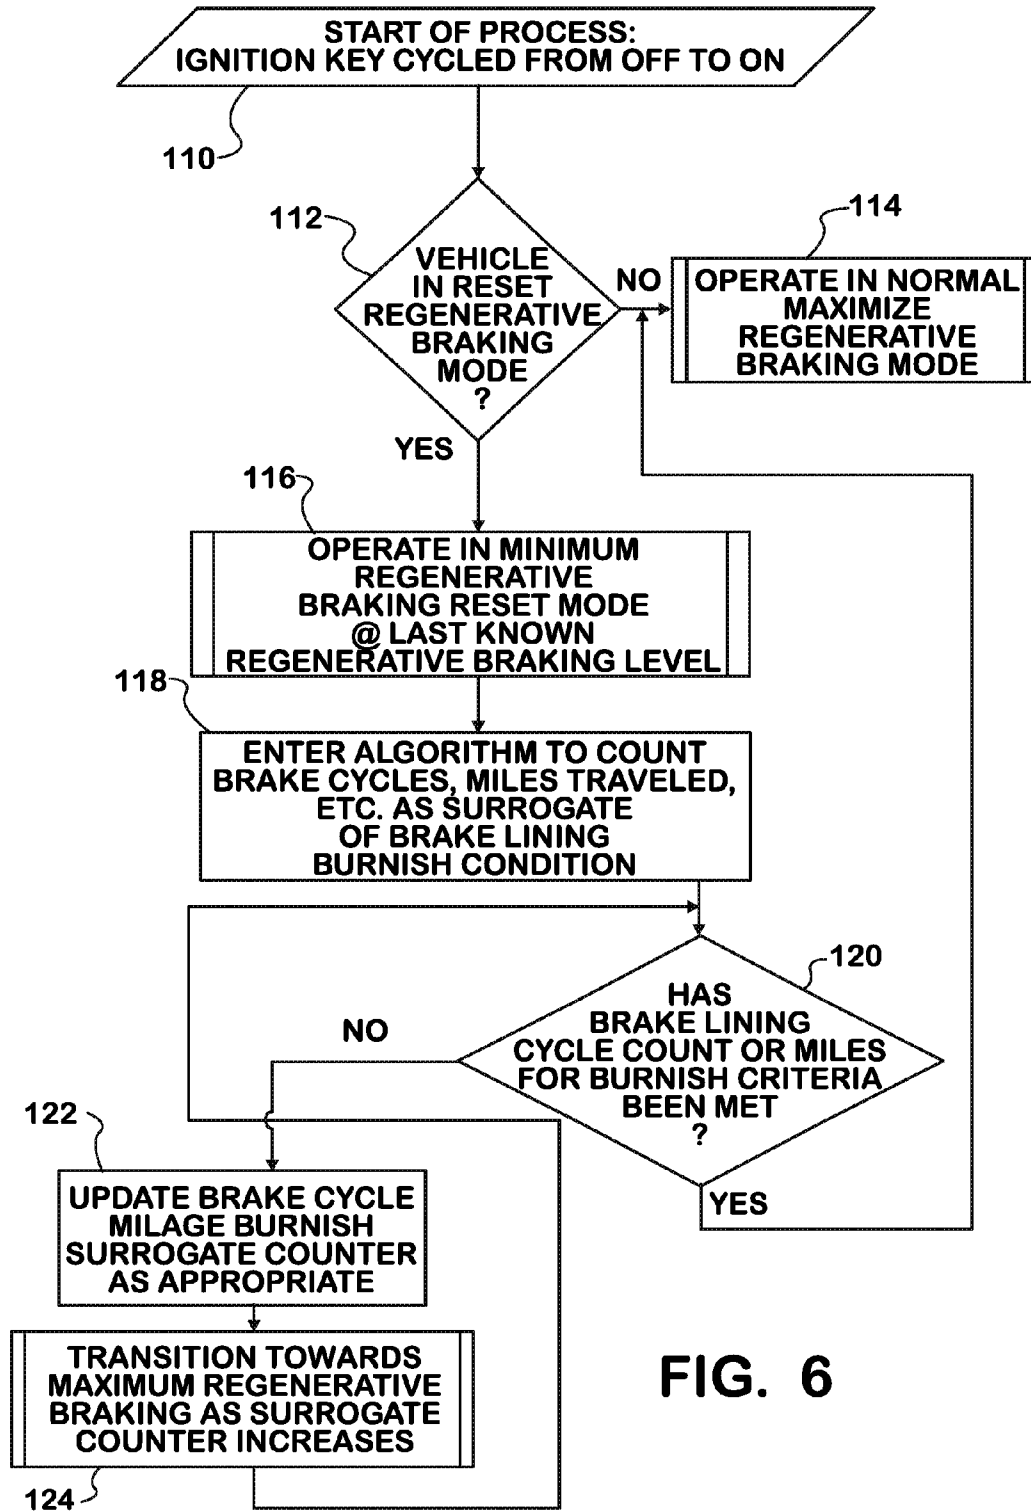 START OF PROCESS:
IGNITION KEY CYCLED FROM OFF TO ON
110
112
VEHICLE
IN RESET
REGENERATIVE
BRAKING
MODE
?
NO
114
OPERATE IN NORMAL
MAXIMIZE
REGENERATIVE
BRAKING MODE
YES
116
OPERATE IN MINIMUM
REGENERATIVE
BRAKING RESET MODE
@ LAST KNOWN
REGENERATIVE BRAKING LEVEL
118
ENTER ALGORITHM TO COUNT
BRAKE CYCLES, MILES TRAVELED,
ETC. AS SURROGATE
OF BRAKE LINING
BURNISH CONDITION
120
HAS
BRAKE LINING
CYCLE COUNT OR MILES
FOR BURNISH CRITERIA
BEEN MET
?
NO
YES
122
UPDATE BRAKE CYCLE
MILAGE BURNISH
SURROGATE COUNTER
AS APPROPRIATE
TRANSITION TOWARDS
MAXIMUM REGENERATIVE
BRAKING AS SURROGATE
COUNTER INCREASES
124
FIG. 6